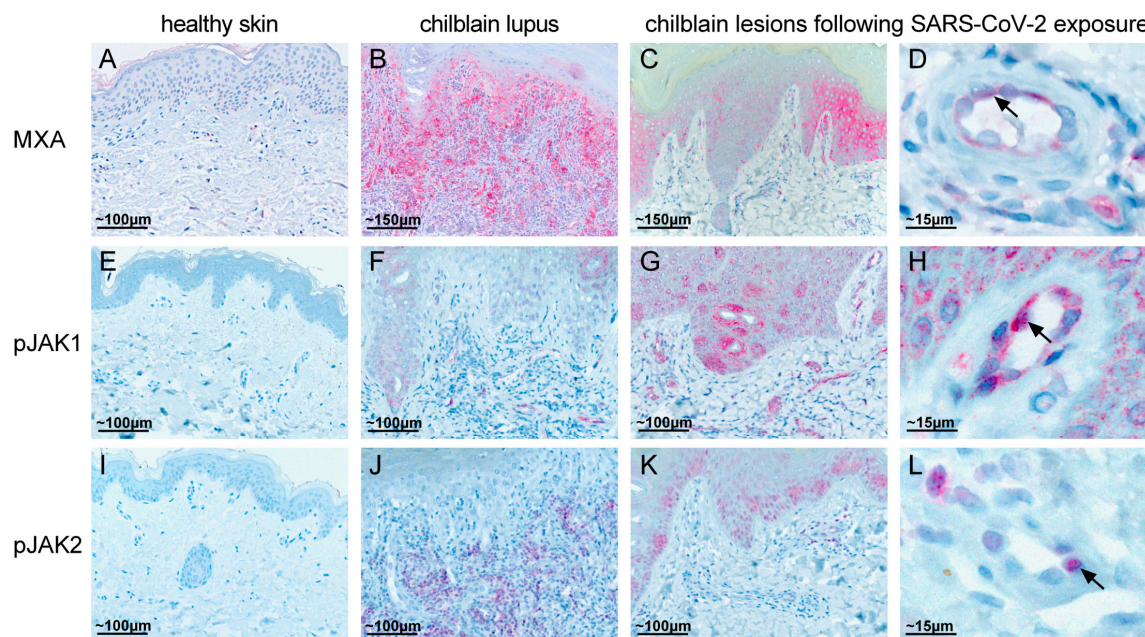 healthy skin chilblain lupus chilblain lesions following SARS-CoV-2 exposure
A B C D
MXA
~100µm ~150µm ~150µm ~15µm
E F G H
pJAK1
~100µm ~100µm ~100µm ~15µm
I J K L
pJAK2
~100µm ~100µm ~100µm ~15µm